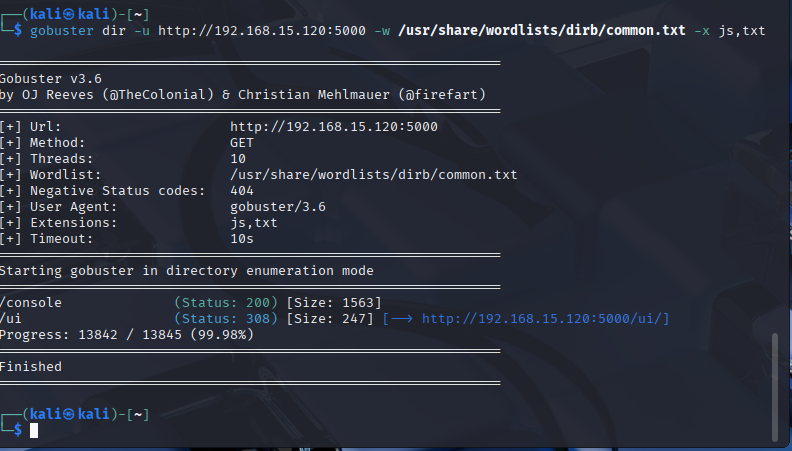 ┌──(kali㉿kali)-[~]
└─$ gobuster dir -u http://192.168.15.120:5000 -w /usr/share/wordlists/dirb/common.txt -x js,txt
===============================================================
Gobuster v3.6
by OJ Reeves (@TheColonial) & Christian Mehlmauer (@firefart)
===============================================================
[+] Url:                     http://192.168.15.120:5000
[+] Method:                  GET
[+] Threads:                 10
[+] Wordlist:                /usr/share/wordlists/dirb/common.txt
[+] Negative Status codes:   404
[+] User Agent:              gobuster/3.6
[+] Extensions:              js,txt
[+] Timeout:                 10s
===============================================================
Starting gobuster in directory enumeration mode
===============================================================
/console              (Status: 200) [Size: 1563]
/ui                   (Status: 308) [Size: 247] [--> http://192.168.15.120:5000/ui/]
Progress: 13842 / 13845 (99.98%)
===============================================================
Finished
===============================================================
┌──(kali㉿kali)-[~]
└─$